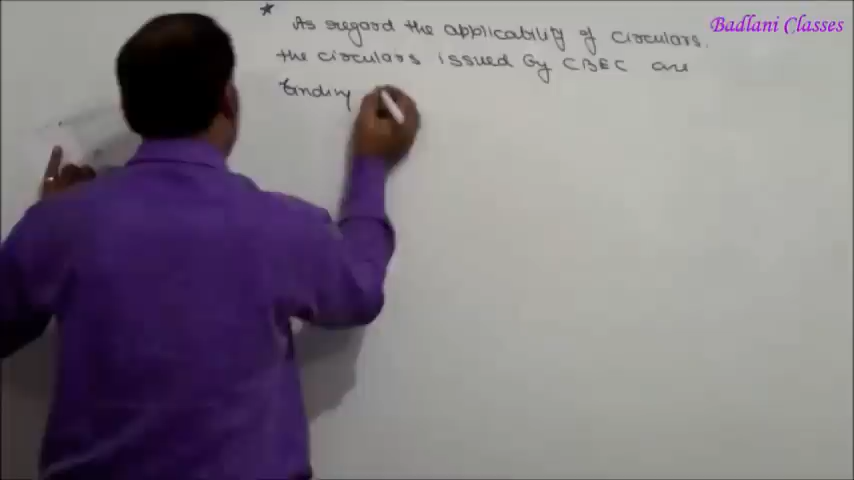 Badlani Classes
* As regard the applicability of circulars.
the circulars issued by CBEC are
binding